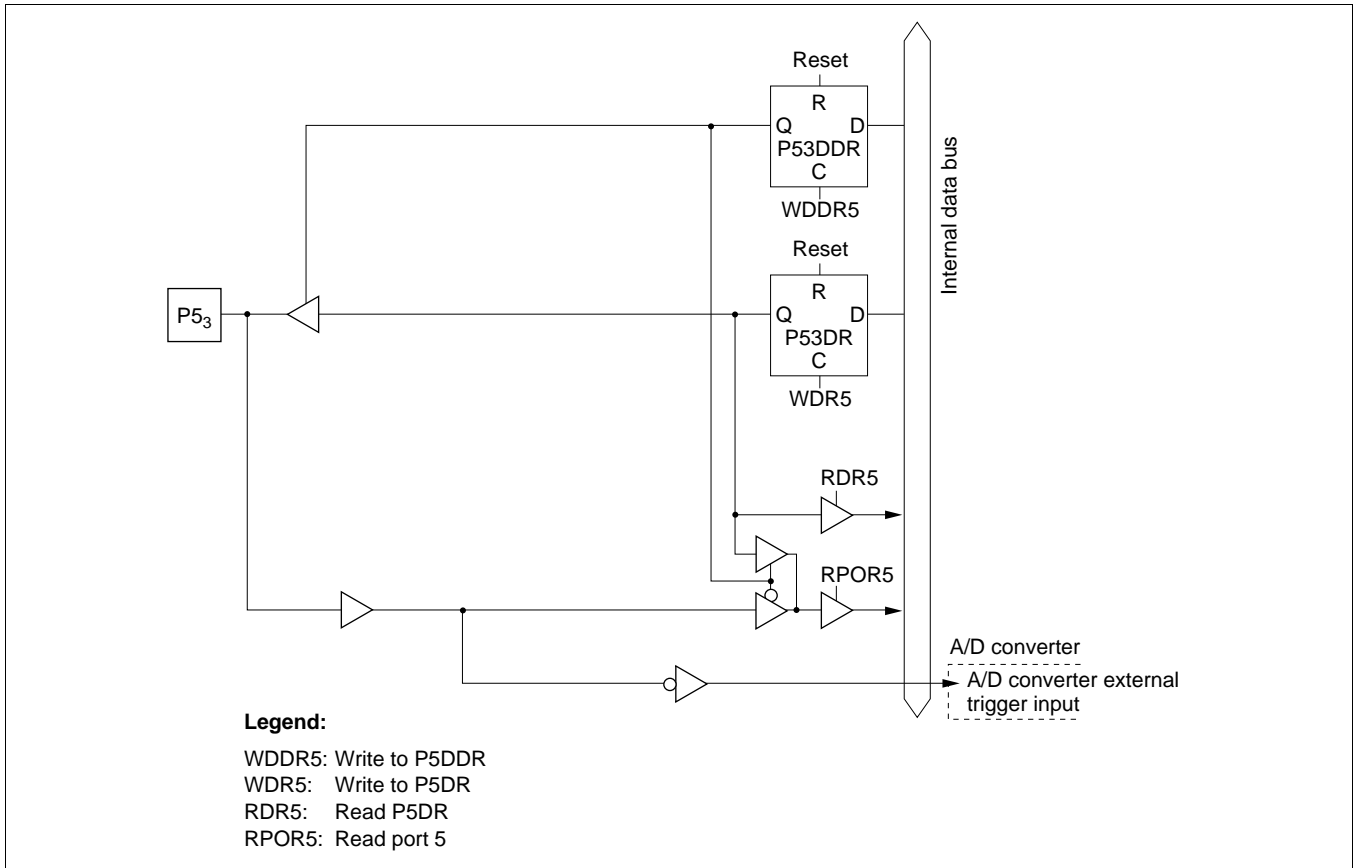 Reset
R
Q D
P53DDR
C
WDDR5
Internal data bus
Reset
R
P5₃
Q D
P53DR
C
WDR5
RDR5
RPOR5
A/D converter
A/D converter external
trigger input
Legend:
WDDR5: Write to P5DDR
WDR5: Write to P5DR
RDR5: Read P5DR
RPOR5: Read port 5